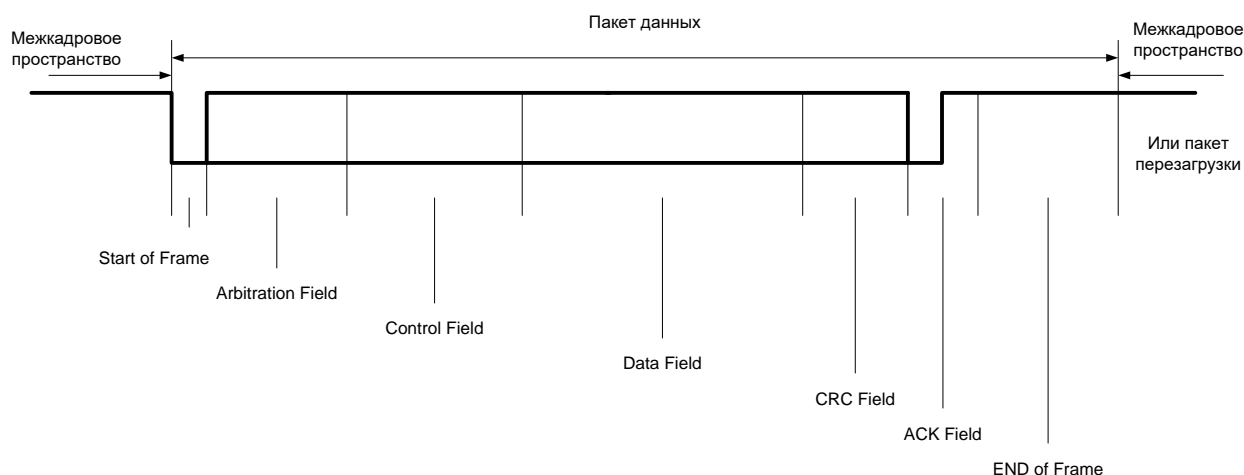 Пакет данных
Межкадровое
пространство
Межкадровое
пространство
Или пакет
перезагрузки
Start of Frame
Arbitration Field
Control Field
Data Field
CRC Field
ACK Field
END of Frame